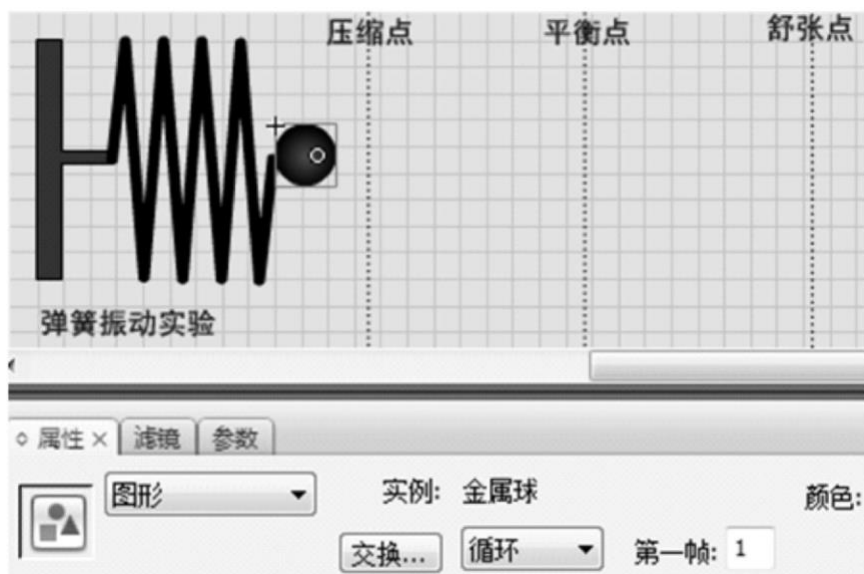 压缩点 平衡点 舒张点
弹簧振动实验
属性 × 滤镜 参数
图形 实例: 金属球 颜色:
交换... 循环 第一帧: 1